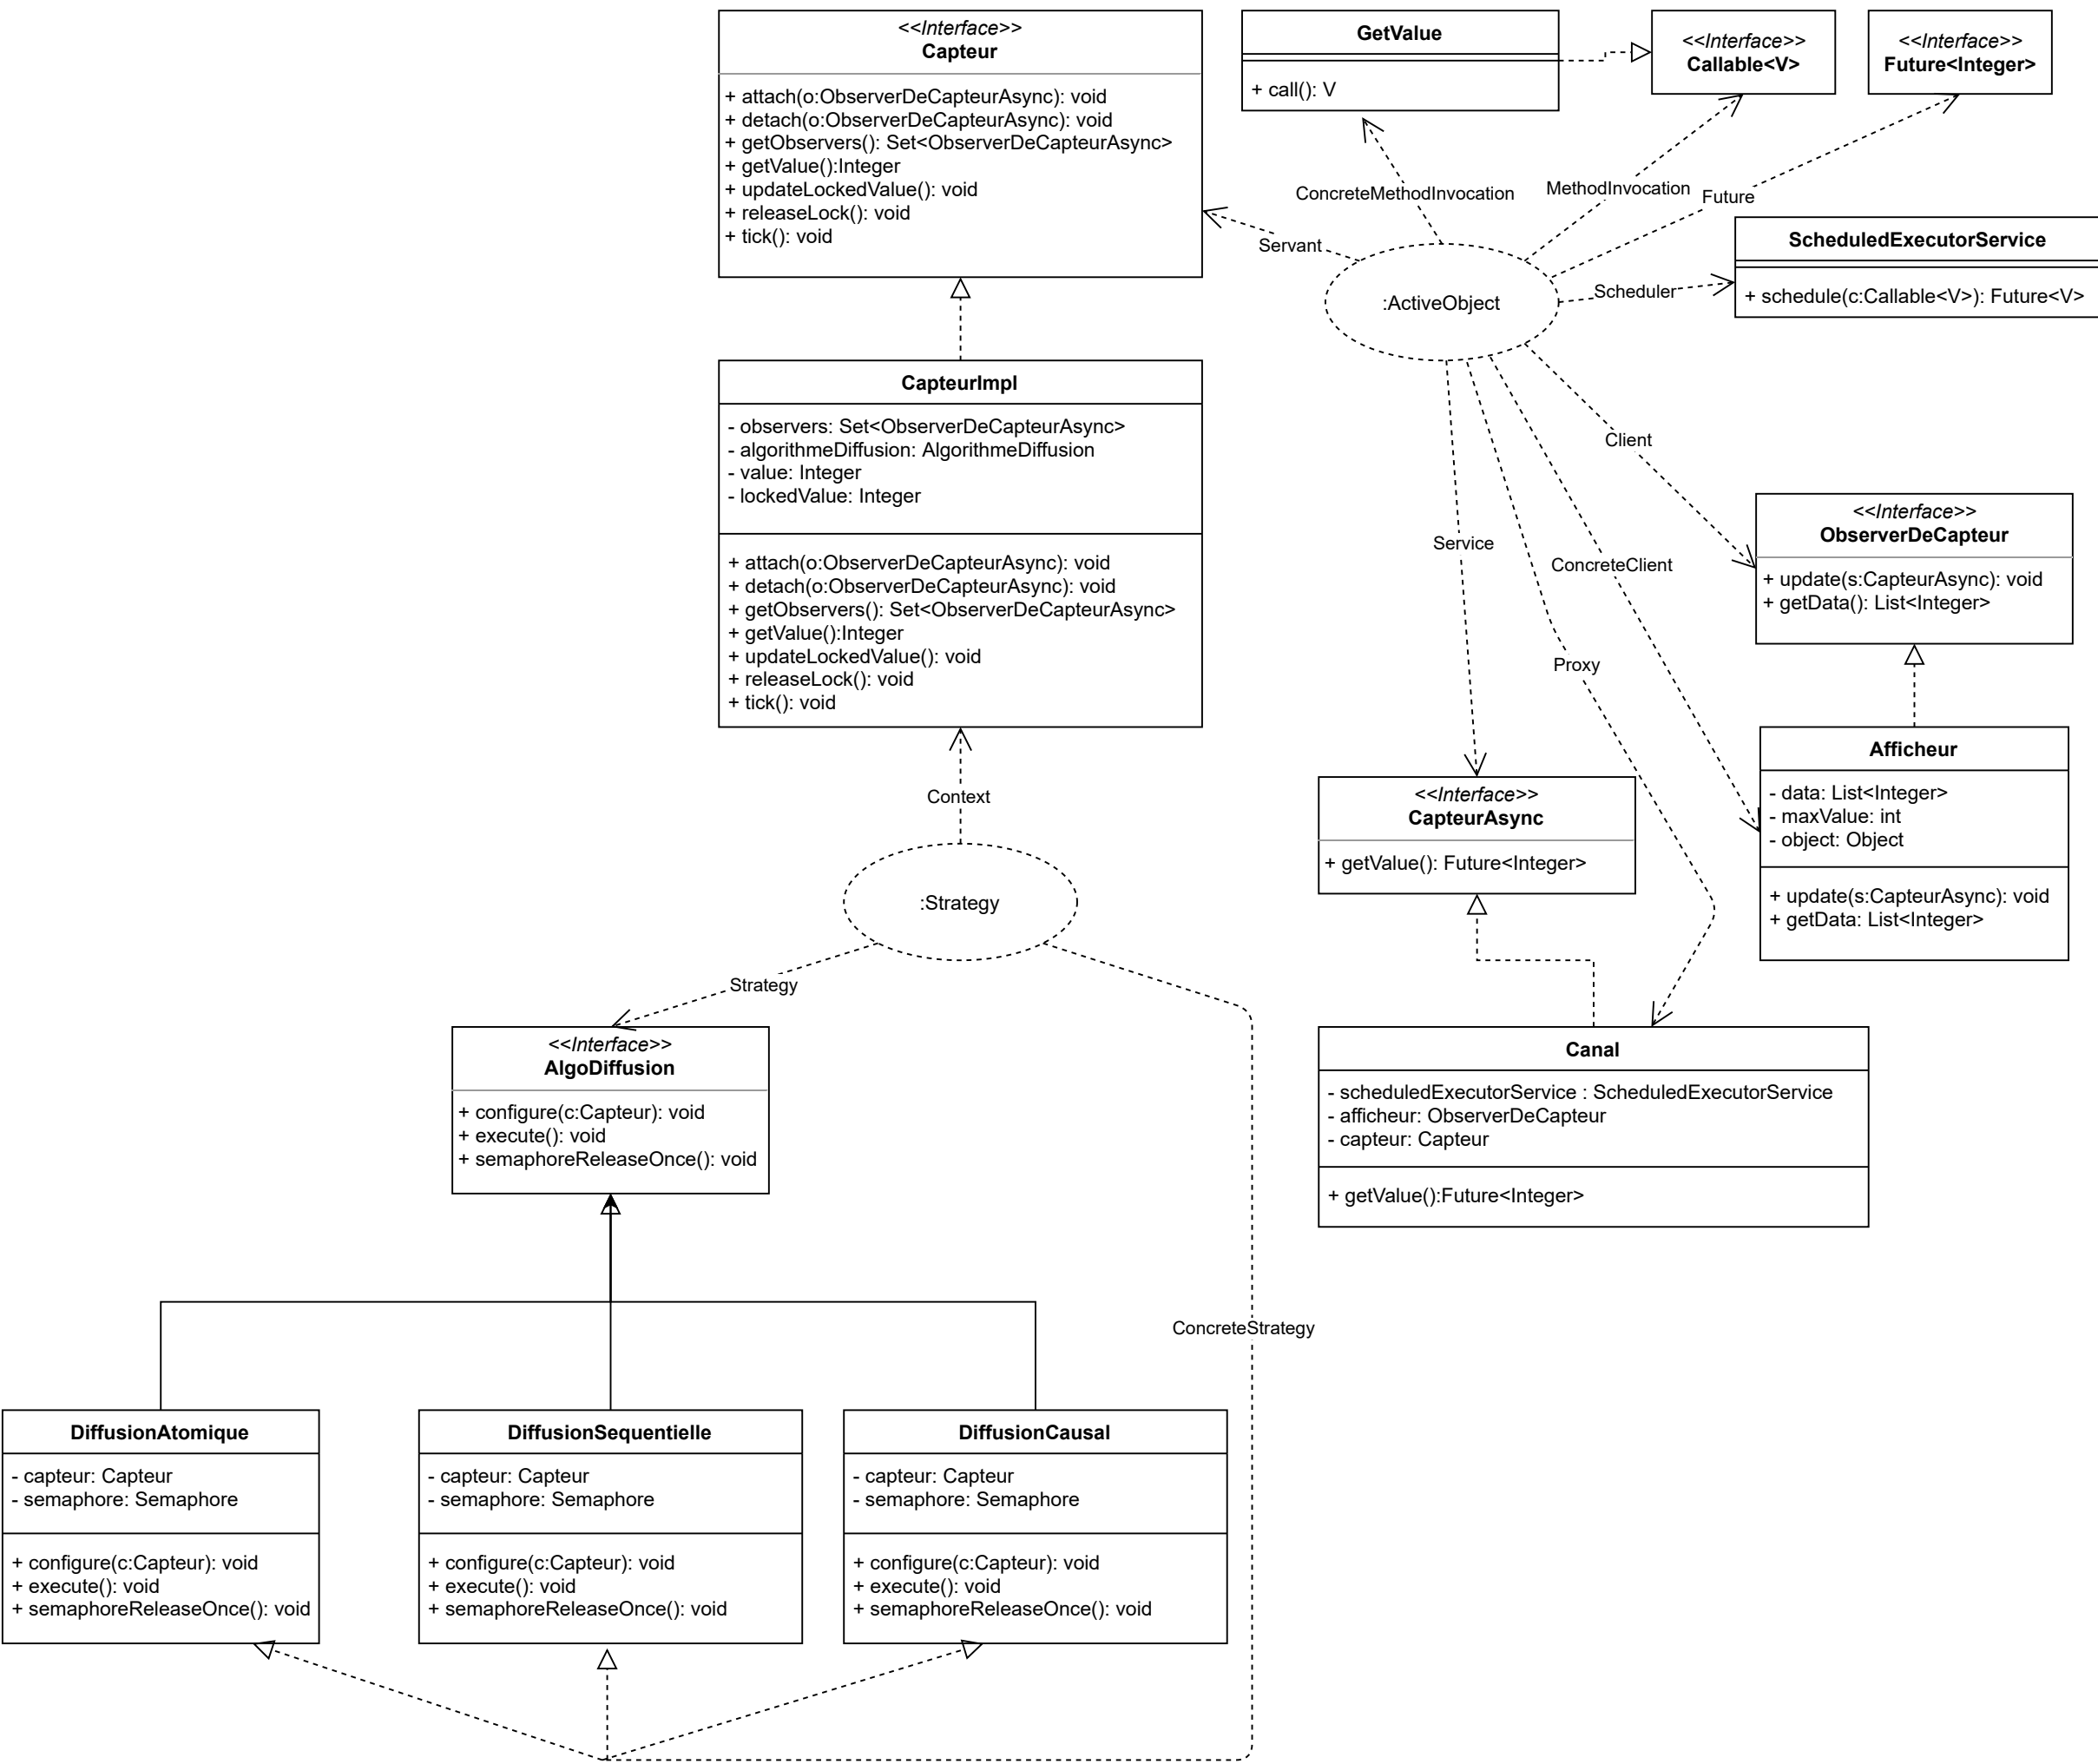 <<Interface>>
Capteur
+ attach(o:ObserverDeCapteurAsync): void
+ detach(o:ObserverDeCapteurAsync): void
+ getObservers(): Set<ObserverDeCapteurAsync>
+ getValue():Integer
+ updateLockedValue(): void
+ releaseLock(): void
+ tick(): void
GetValue
+ call(): V
<<Interface>>
Callable<V>
<<Interface>>
Future<Integer>
ConcreteMethodInvocation
MethodInvocation
Future
Servant
:ActiveObject
Scheduler
ScheduledExecutorService
+ schedule(c:Callable<V>): Future<V>
CapteurImpl
- observers: Set<ObserverDeCapteurAsync>
- algorithmeDiffusion: AlgorithmeDiffusion
- value: Integer
- lockedValue: Integer
+ attach(o:ObserverDeCapteurAsync): void
+ detach(o:ObserverDeCapteurAsync): void
+ getObservers(): Set<ObserverDeCapteurAsync>
+ getValue():Integer
+ updateLockedValue(): void
+ releaseLock(): void
+ tick(): void
Client
Service
ConcreteClient
Proxy
<<Interface>>
ObserverDeCapteur
+ update(s:CapteurAsync): void
+ getData(): List<Integer>
Afficheur
- data: List<Integer>
- maxValue: int
- object: Object
+ update(s:CapteurAsync): void
+ getData: List<Integer>
<<Interface>>
CapteurAsync
+ getValue(): Future<Integer>
Context
:Strategy
Strategy
<<Interface>>
AlgoDiffusion
+ configure(c:Capteur): void
+ execute(): void
+ semaphoreReleaseOnce(): void
Canal
- scheduledExecutorService : ScheduledExecutorService
- afficheur: ObserverDeCapteur
- capteur: Capteur
+ getValue():Future<Integer>
ConcreteStrategy
DiffusionAtomique
- capteur: Capteur
- semaphore: Semaphore
+ configure(c:Capteur): void
+ execute(): void
+ semaphoreReleaseOnce(): void
DiffusionSequentielle
- capteur: Capteur
- semaphore: Semaphore
+ configure(c:Capteur): void
+ execute(): void
+ semaphoreReleaseOnce(): void
DiffusionCausal
- capteur: Capteur
- semaphore: Semaphore
+ configure(c:Capteur): void
+ execute(): void
+ semaphoreReleaseOnce(): void